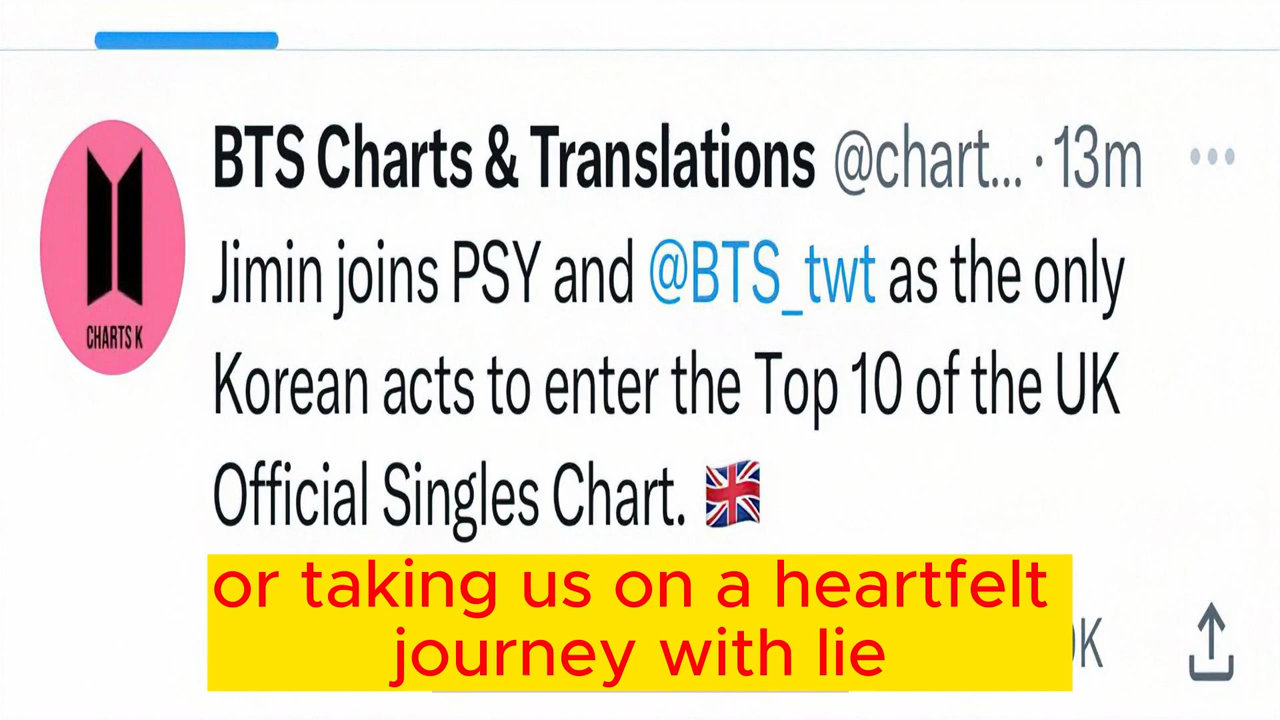 BTS Charts & Translations @chart... · 13m
Jimin joins PSY and @BTS_twt as the only
Korean acts to enter the Top 10 of the UK
Official Singles Chart. 🇬🇧
CHARTS K
or taking us on a heartfelt
journey with lie
K